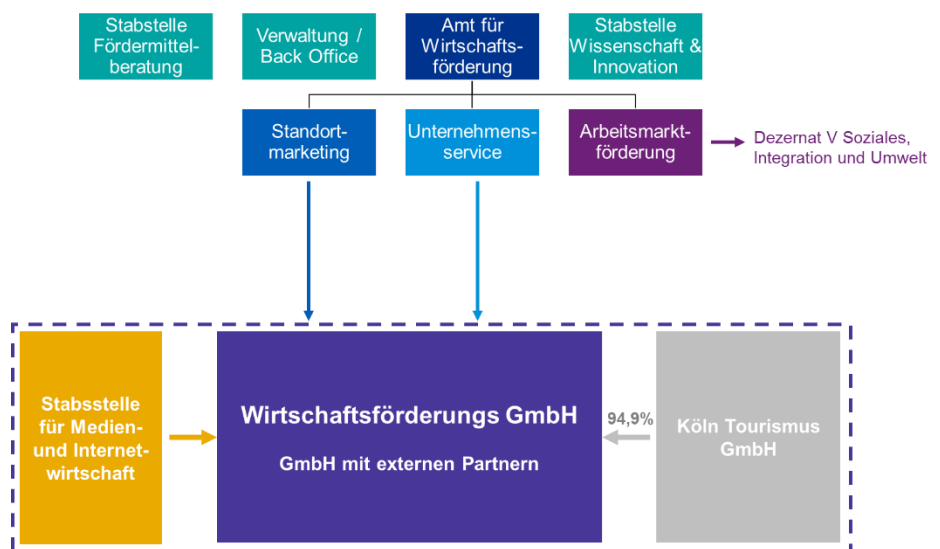 Stabstelle
Fördermittel-
beratung
Verwaltung /
Back Office
Amt für
Wirtschafts-
förderung
Stabstelle
Wissenschaft &
Innovation
Standort-
marketing
Unternehmens-
service
Arbeitsmarkt-
förderung
Dezernat V Soziales,
Integration und Umwelt
Stabsstelle
für Medien-
und Internet-
wirtschaft
Wirtschaftsförderungs GmbH
GmbH mit externen Partnern
94,9%
Köln Tourismus
GmbH